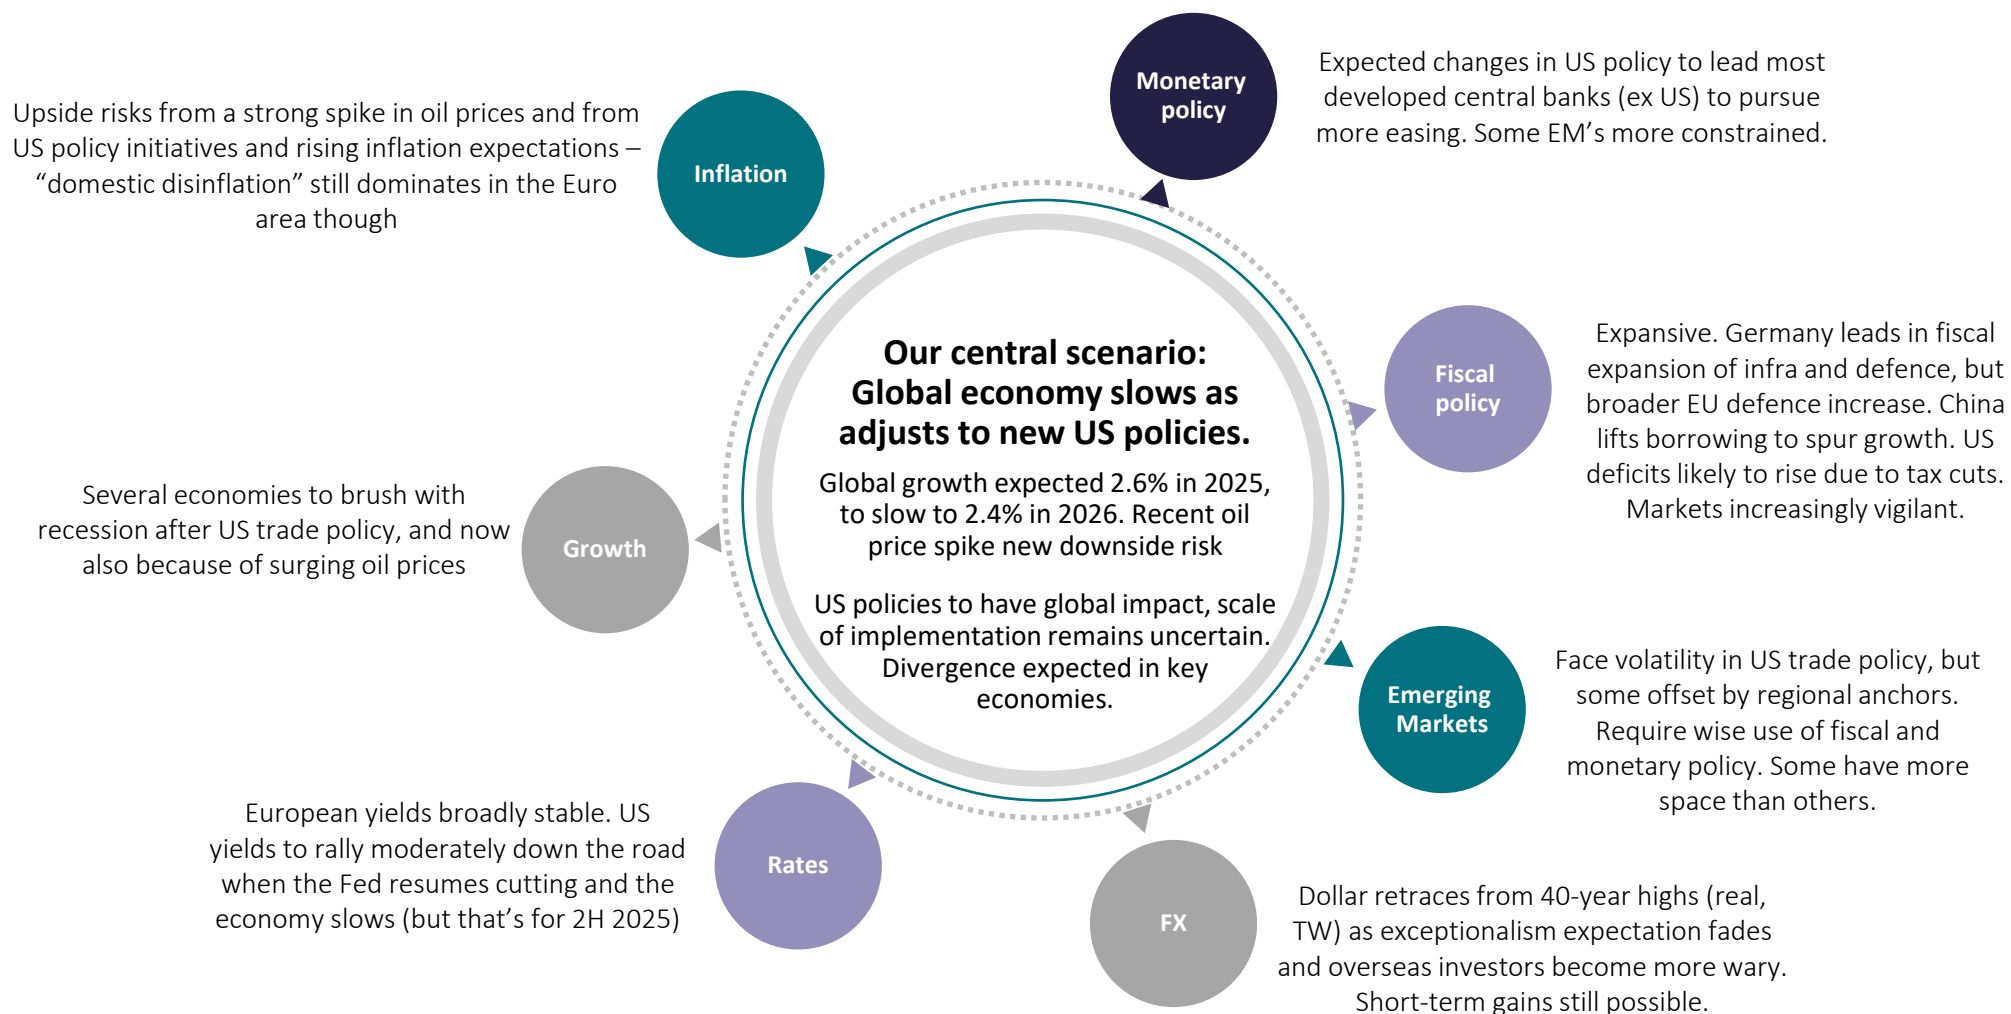 Monetary
policy
Expected changes in US policy to lead most
developed central banks (ex US) to pursue
more easing. Some EM’s more constrained.
Upside risks from a strong spike in oil prices and from
US policy initiatives and rising inflation expectations –
“domestic disinflation” still dominates in the Euro
area though
Inflation
Our central scenario:
Global economy slows as
adjusts to new US policies.
Global growth expected 2.6% in 2025,
to slow to 2.4% in 2026. Recent oil
price spike new downside risk
US policies to have global impact, scale
of implementation remains uncertain.
Divergence expected in key
economies.
Fiscal
policy
Expansive. Germany leads in fiscal
expansion of infra and defence, but
broader EU defence increase. China
lifts borrowing to spur growth. US
deficits likely to rise due to tax cuts.
Markets increasingly vigilant.
Several economies to brush with
recession after US trade policy, and now
also because of surging oil prices
Growth
Emerging
Markets
Face volatility in US trade policy, but
some offset by regional anchors.
Require wise use of fiscal and
monetary policy. Some have more
space than others.
European yields broadly stable. US
yields to rally moderately down the road
when the Fed resumes cutting and the
economy slows (but that’s for 2H 2025)
Rates
FX
Dollar retraces from 40-year highs (real,
TW) as exceptionalism expectation fades
and overseas investors become more wary.
Short-term gains still possible.